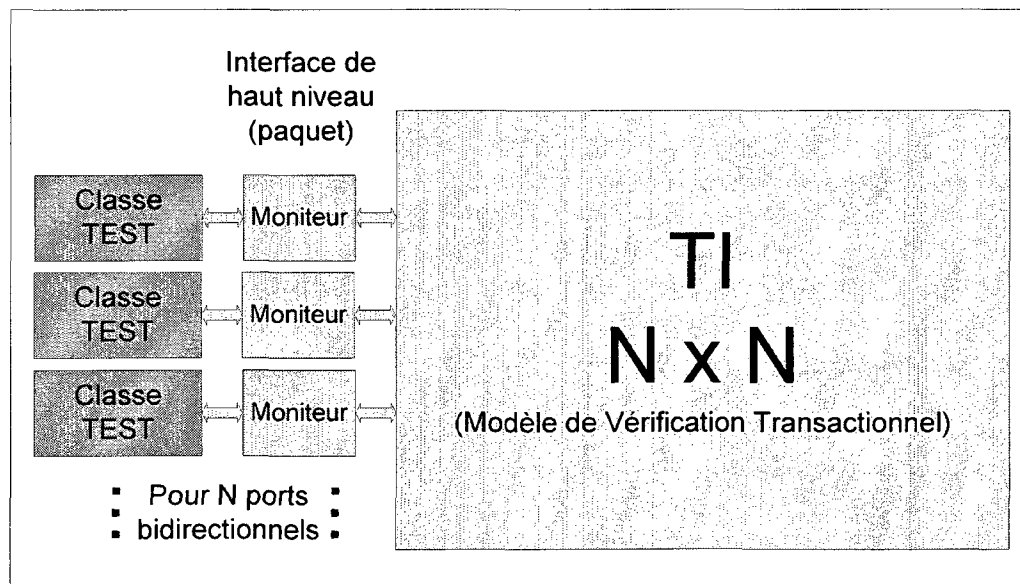 Interface de
haut niveau
(paquet)
Classe
TEST
Moniteur
Classe
TEST
Moniteur
Classe
TEST
Moniteur
TI
N x N
(Modèle de Vérification Transactionnel)
Pour N ports
bidirectionnels